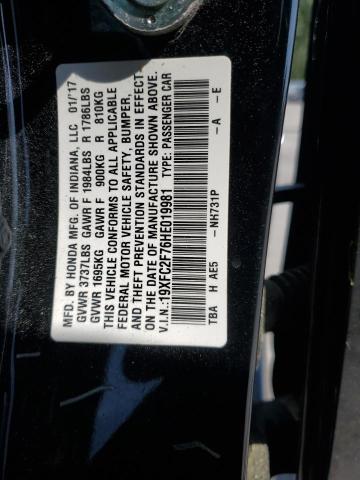 MFD. BY HONDA MFG. OF INDIANA, LLC 01/'17
GVWR 3737LBS GAWR F 1984LBS R 1786LBS
GVWR 1695KG GAWR F 900KG R 810KG
THIS VEHICLE CONFORMS TO ALL APPLICABLE
FEDERAL MOTOR VEHICLE SAFETY, BUMPER,
AND THEFT PREVENTION STANDARDS IN EFFECT
ON THE DATE OF MANUFACTURE SHOWN ABOVE.
V.I.N.:19XFC2F76HE019981 TYPE: PASSENGER CAR
TBA H AE5 -NH731P -A -E